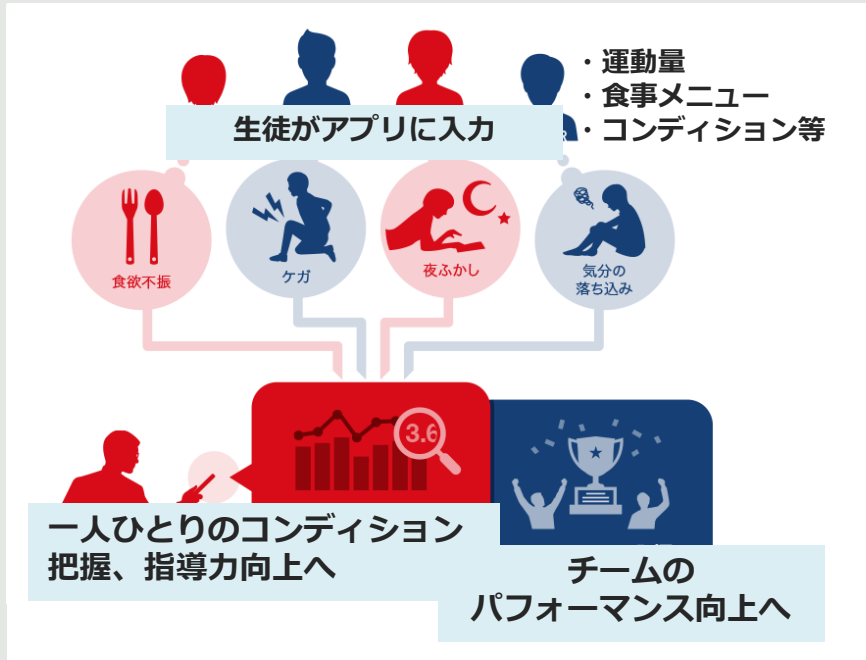 ・運動量
・食事メニュー
・コンディション等
生徒がアプリに入力
食欲不振
ケガ
夜ふかし
気分の
落ち込み
3.6
一人ひとりのコンディション
把握、指導力向上へ
チームの
パフォーマンス向上へ